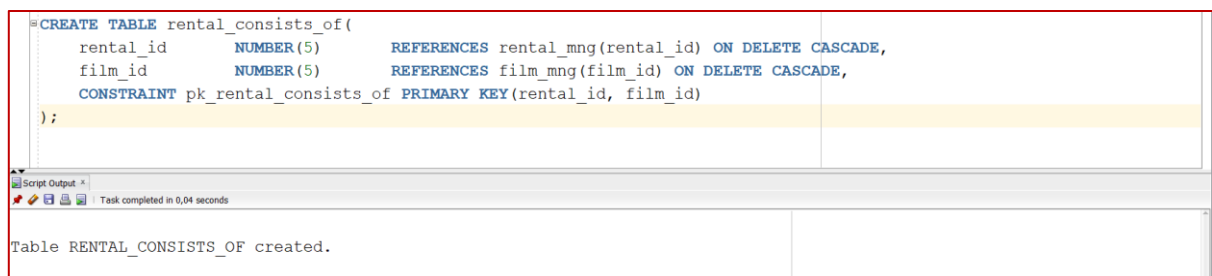 CREATE TABLE rental_consists_of(
rental_id NUMBER(5) REFERENCES rental_mng(rental_id) ON DELETE CASCADE,
film_id NUMBER(5) REFERENCES film_mng(film_id) ON DELETE CASCADE,
CONSTRAINT pk_rental_consists_of PRIMARY KEY(rental_id, film_id)
);
Script Output ×
Task completed in 0,04 seconds
Table RENTAL_CONSISTS_OF created.